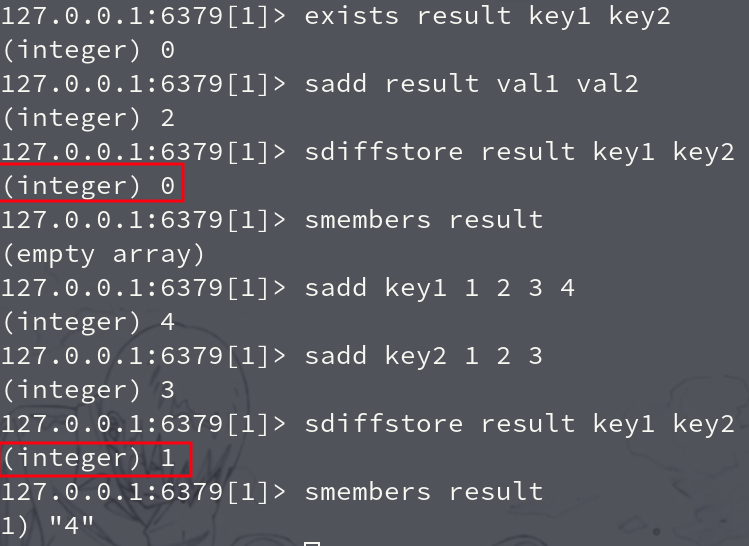 127.0.0.1:6379[1]> exists result key1 key2
(integer) 0
127.0.0.1:6379[1]> sadd result val1 val2
(integer) 2
127.0.0.1:6379[1]> sdiffstore result key1 key2
(integer) 0
127.0.0.1:6379[1]> smembers result
(empty array)
127.0.0.1:6379[1]> sadd key1 1 2 3 4
(integer) 4
127.0.0.1:6379[1]> sadd key2 1 2 3
(integer) 3
127.0.0.1:6379[1]> sdiffstore result key1 key2
(integer) 1
127.0.0.1:6379[1]> smembers result
1) "4"